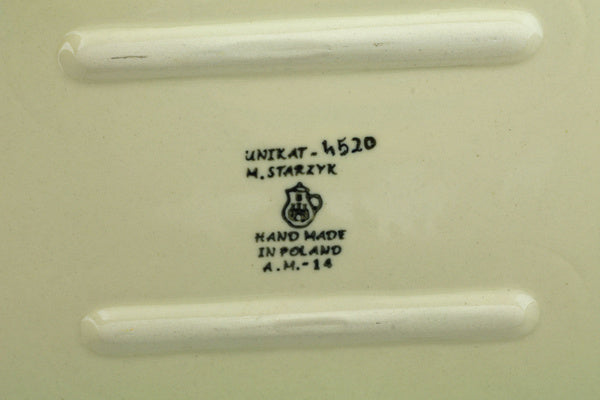 UNIKAT - 4520
M. STARZYK
HAND MADE
IN POLAND
A.M. - 14